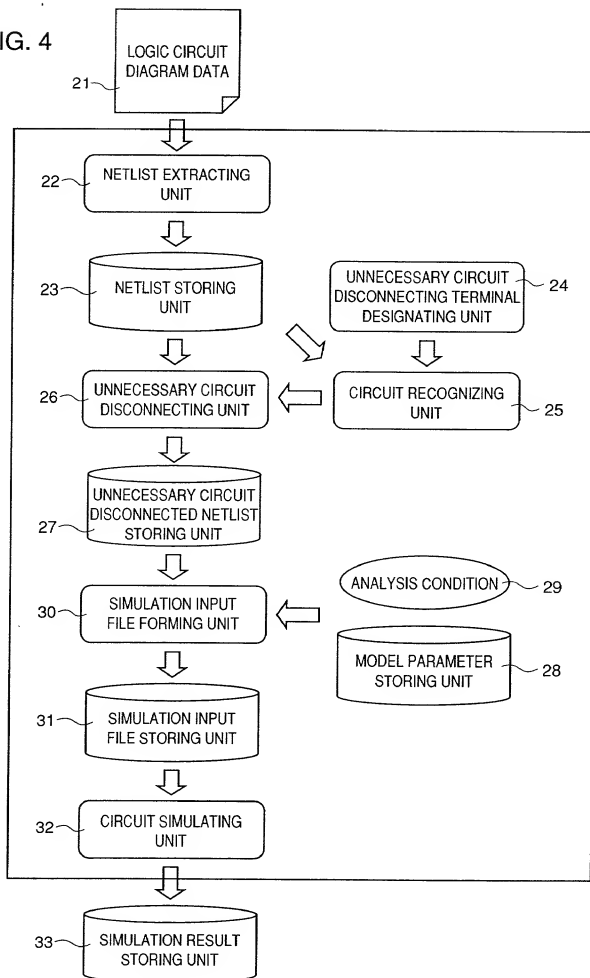 IG. 4
LOGIC CIRCUIT
DIAGRAM DATA
21
22
NETLIST EXTRACTING
UNIT
23
NETLIST STORING
UNIT
UNNECESSARY CIRCUIT
DISCONNECTING TERMINAL
DESIGNATING UNIT
24
26
UNNECESSARY CIRCUIT
DISCONNECTING UNIT
CIRCUIT RECOGNIZING
UNIT
25
UNNECESSARY CIRCUIT
DISCONNECTED NETLIST
STORING UNIT
27
30
SIMULATION INPUT
FILE FORMING UNIT
ANALYSIS CONDITION
29
MODEL PARAMETER
STORING UNIT
28
31
SIMULATION INPUT
FILE STORING UNIT
32
CIRCUIT SIMULATING
UNIT
33
SIMULATION RESULT
STORING UNIT